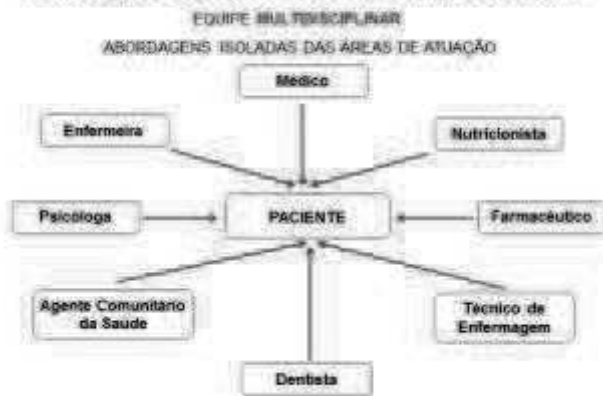 EQUIPE MULTIDISCIPLINAR
ABORDAGENS ISOLADAS DAS ÁREAS DE ATUAÇÃO
Médico
Enfermeira
Nutricionista
Psicóloga
PACIENTE
Farmacêutico
Agente Comunitário
da Saude
Técnico de
Enfermagem
Dentista